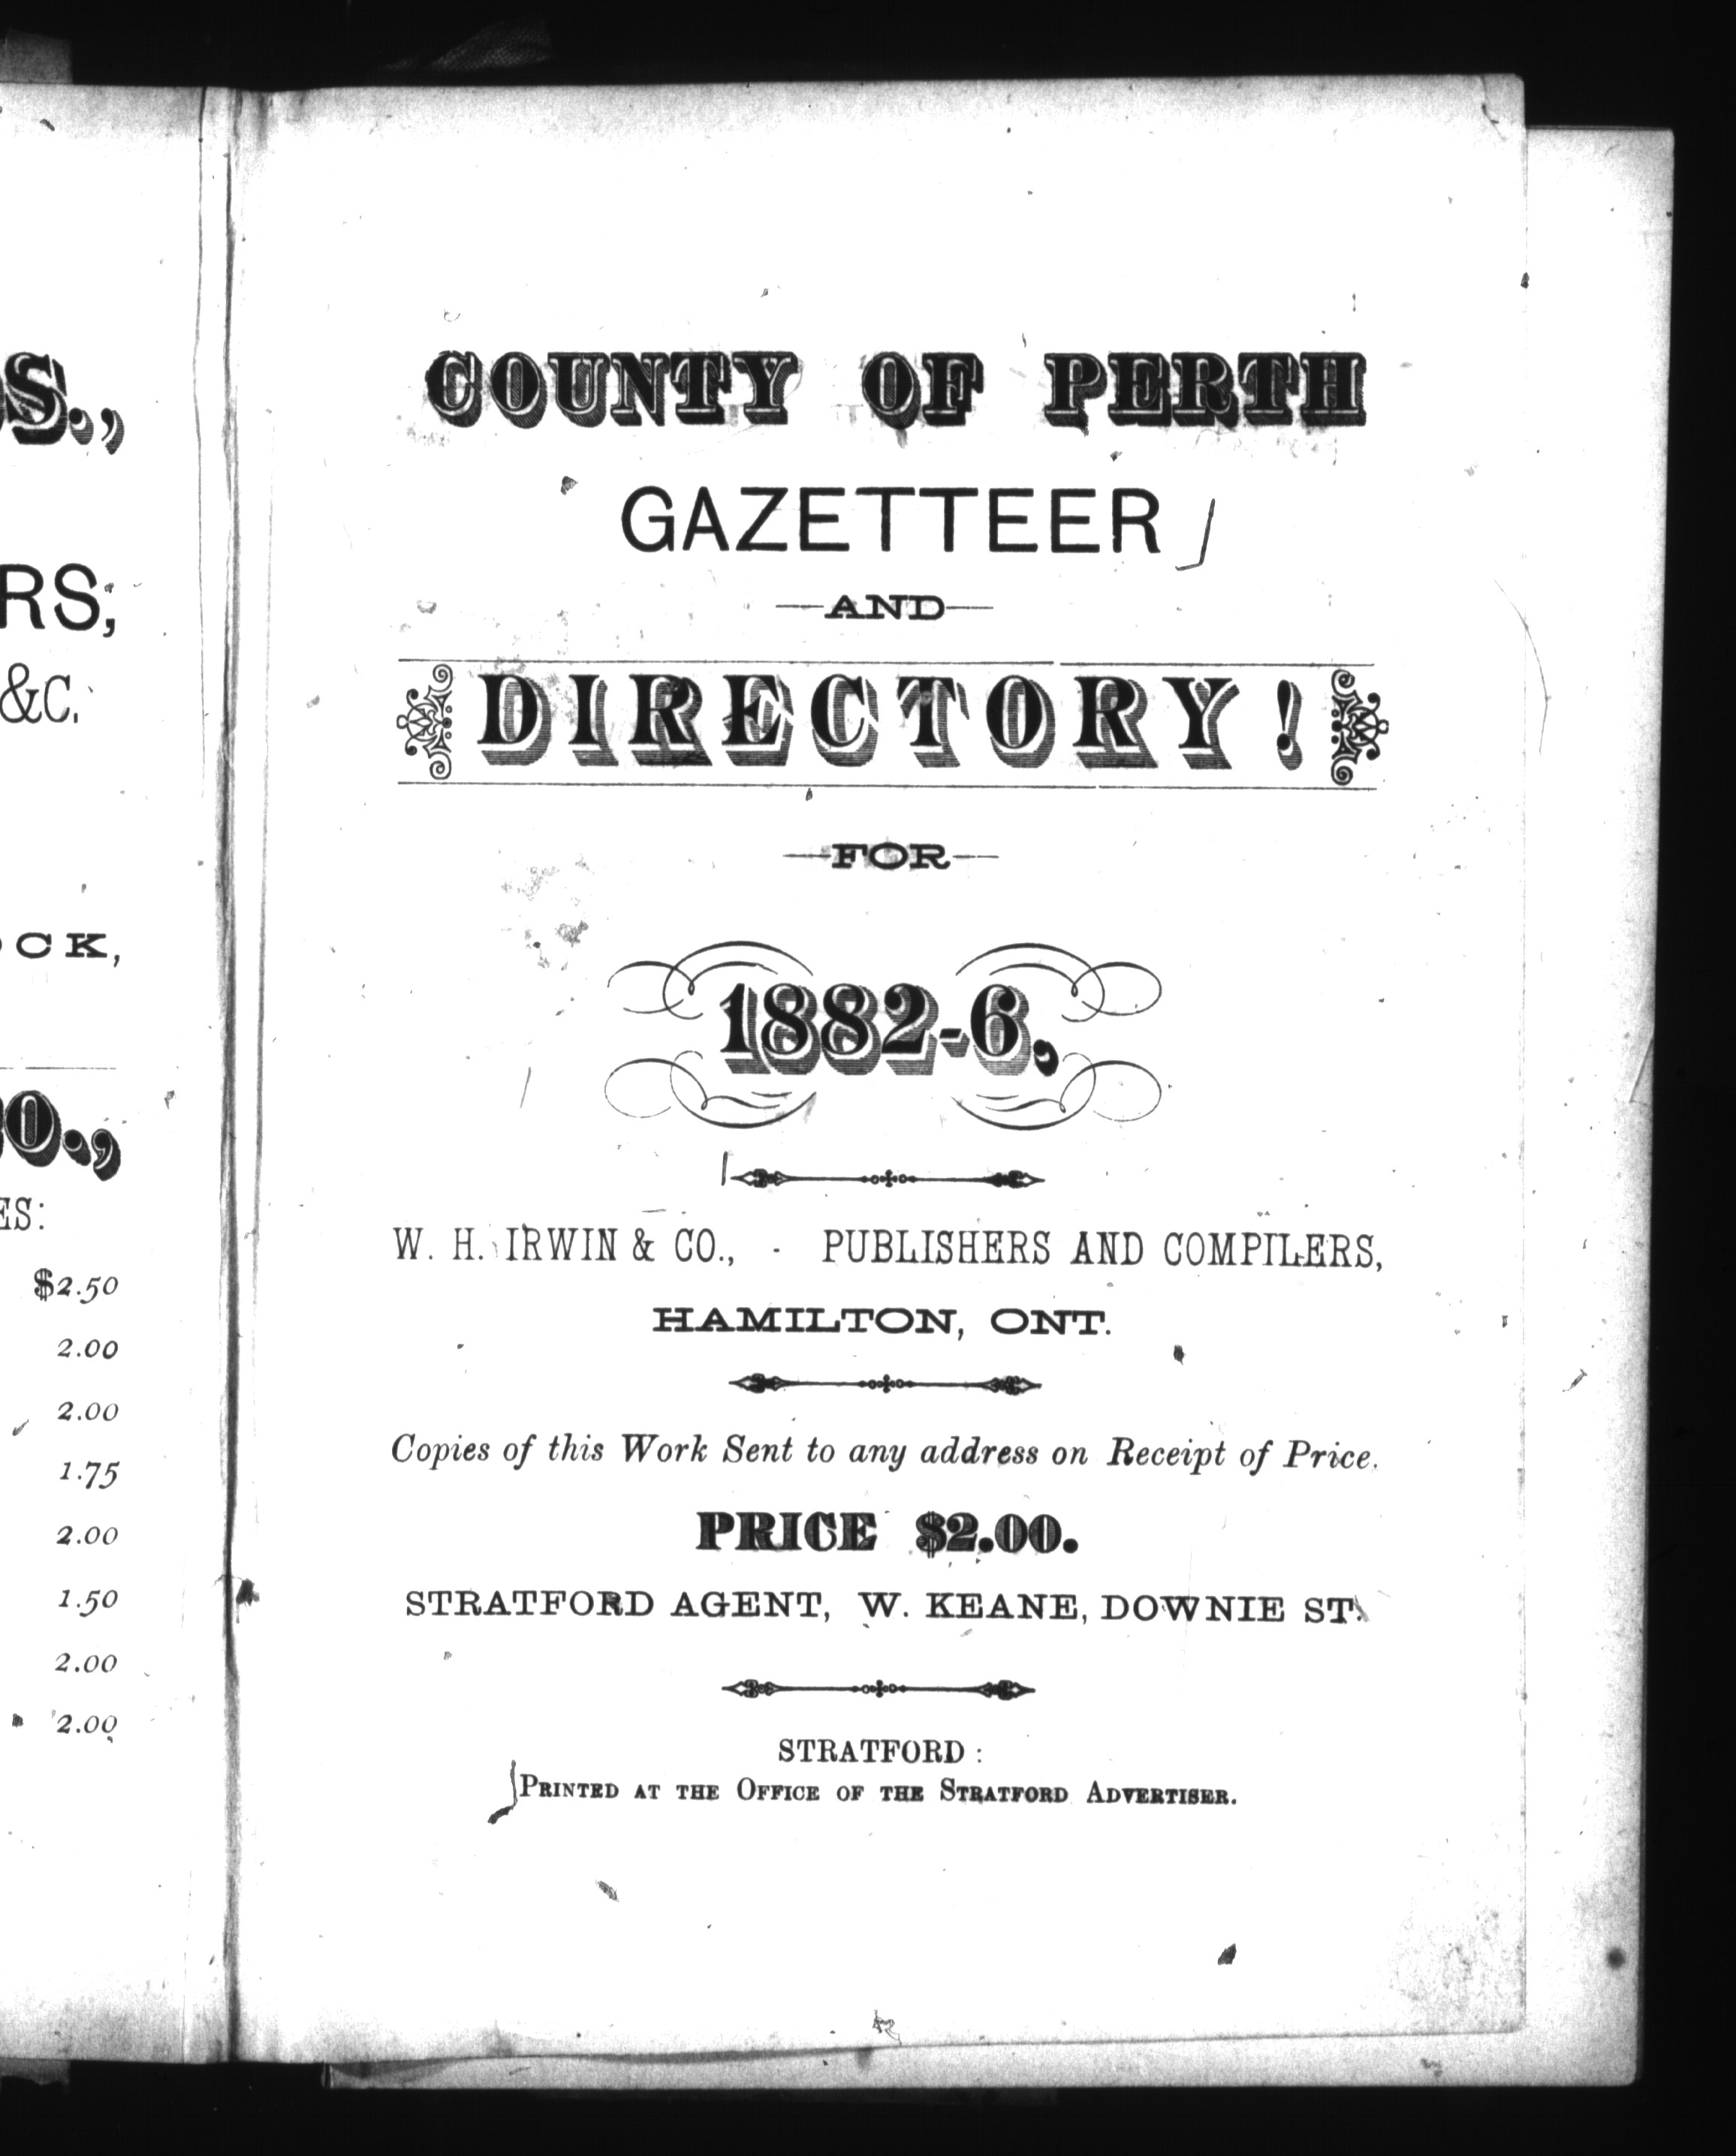 S.,
RS,
&C.
OCK,
O.,
ES:
$2.50
2.00
2.00
1.75
2.00
1.50
2.00
2.00
COUNTY OF PERTH
GAZETTEER
—AND—
DIRECTORY!
—FOR—
1882-6,
W. H. IRWIN & CO., - PUBLISHERS AND COMPILERS,
HAMILTON, ONT.
Copies of this Work Sent to any address on Receipt of Price.
PRICE $2.00.
STRATFORD AGENT, W. KEANE, DOWNIE ST.
STRATFORD:
PRINTED AT THE OFFICE OF THE STRATFORD ADVERTISER.